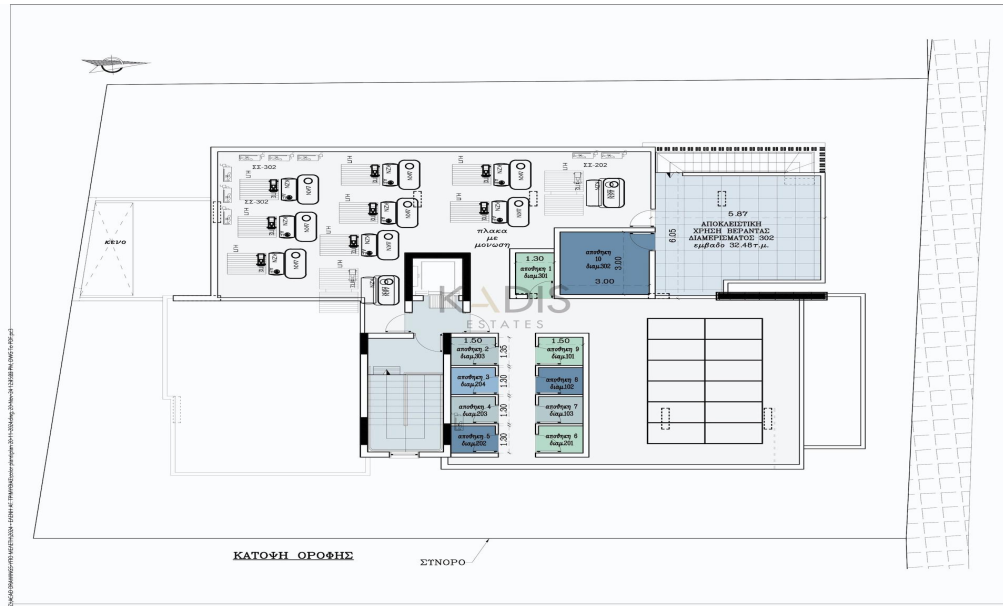 ΣΣ-302
ΣΣ-302
ΣΣ-202
κενο
πλακα
με
μονωση
5.87
ΑΠΟΚΛΕΙΣΤΙΚΗ
ΧΡΗΣΗ ΒΕΡΑΝΤΑΣ
ΔΙΑΜΕΡΙΣΜΑΤΟΣ 302
εμβαδο 32.48τ.μ.
6.05
αποθηκη
10
διαμ.302
3.00
3.00
1.30
αποθηκη 1
διαμ.301
KADIS
ESTATES
1.50
αποθηκη 2
διαμ.303
1.35
αποθηκη 3
διαμ.204
1.30
αποθηκη 4
διαμ.203
1.30
αποθηκη 5
διαμ.202
1.30
1.50
αποθηκη 9
διαμ.101
αποθηκη 8
διαμ.102
αποθηκη 7
διαμ.103
αποθηκη 6
διαμ.201
ΚΑΤΟΨΗ ΟΡΟΦΗΣ
ΣΥΝΟΡΟ